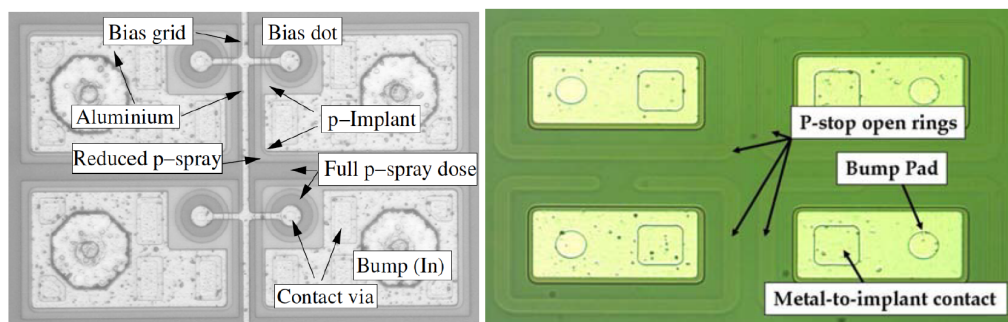 Bias grid
Bias dot
Aluminium
p–Implant
Reduced p–spray
Full p–spray dose
Bump (In)
Contact via
P-stop open rings
Bump Pad
Metal-to-implant contact